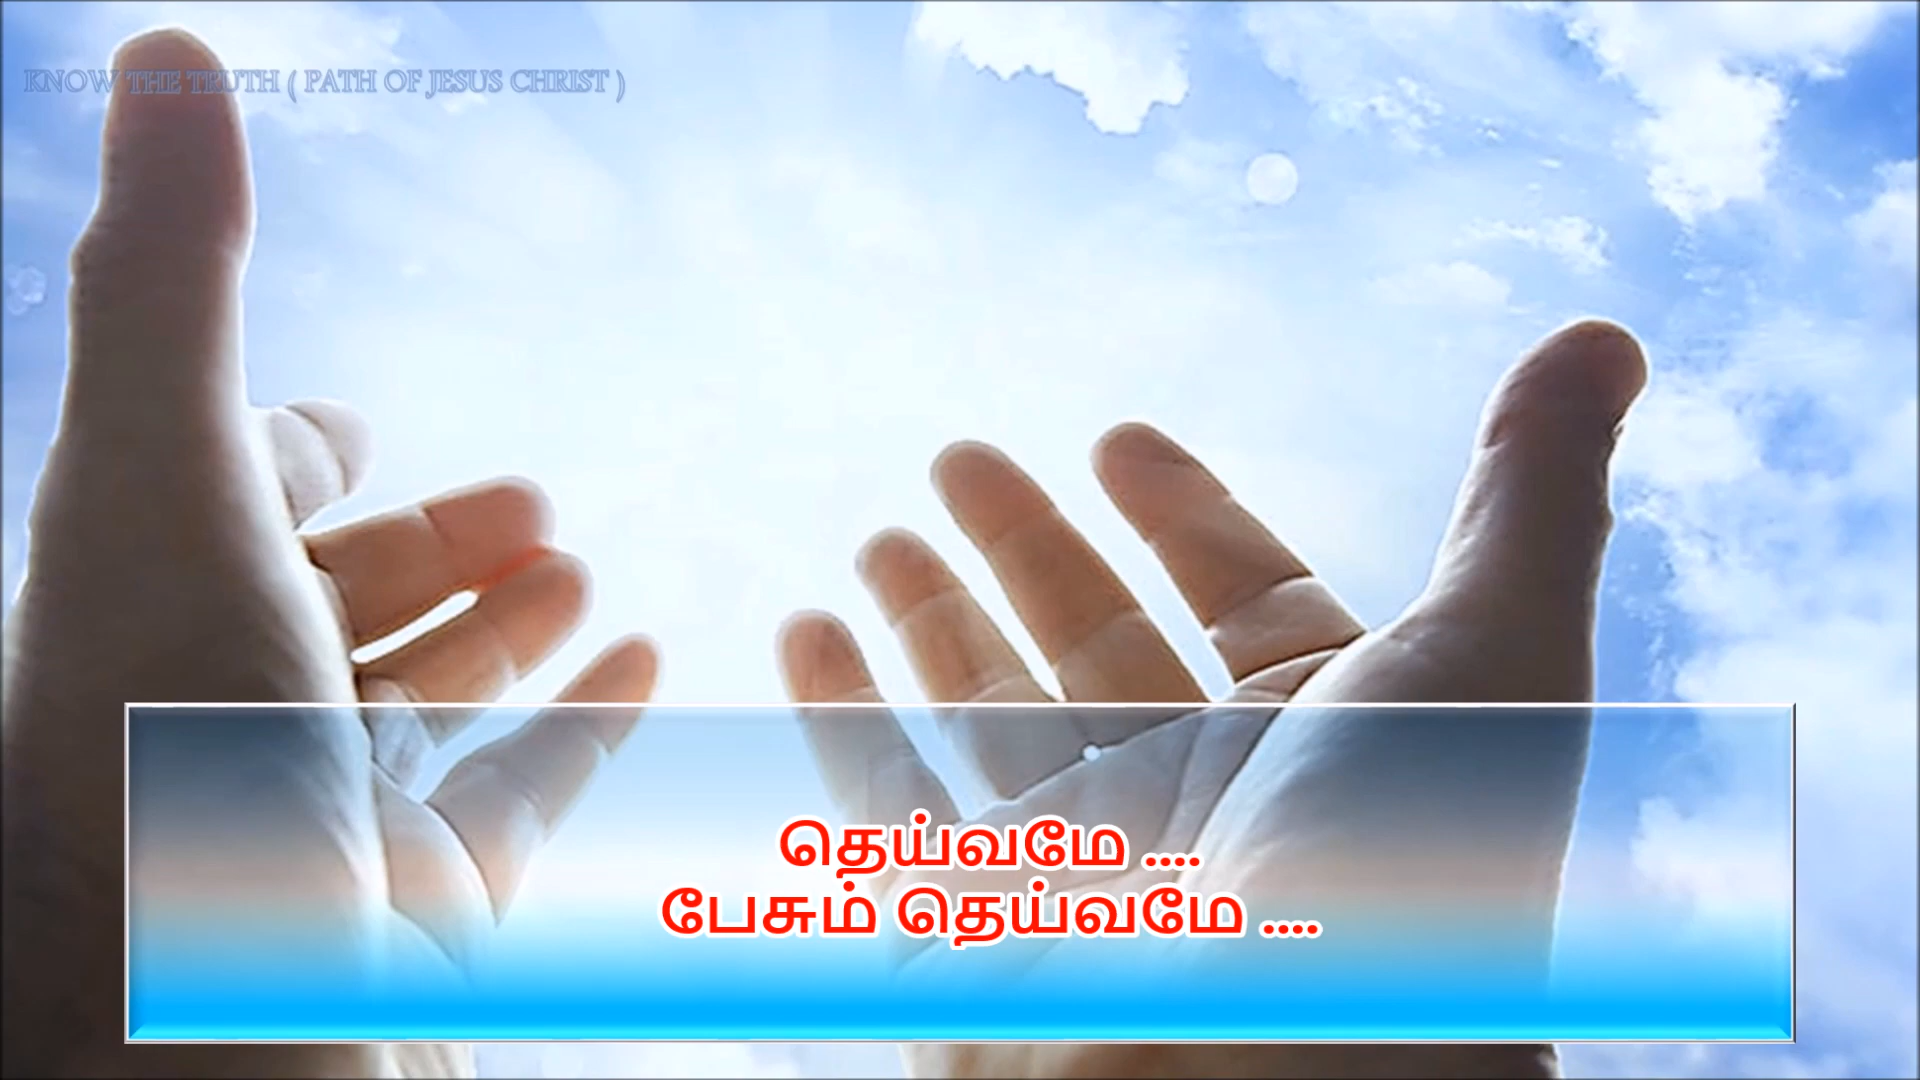 KNOW THE TRUTH ( PATH OF JESUS CHRIST )
தெய்வமே ....
பேசும் தெய்வமே ....